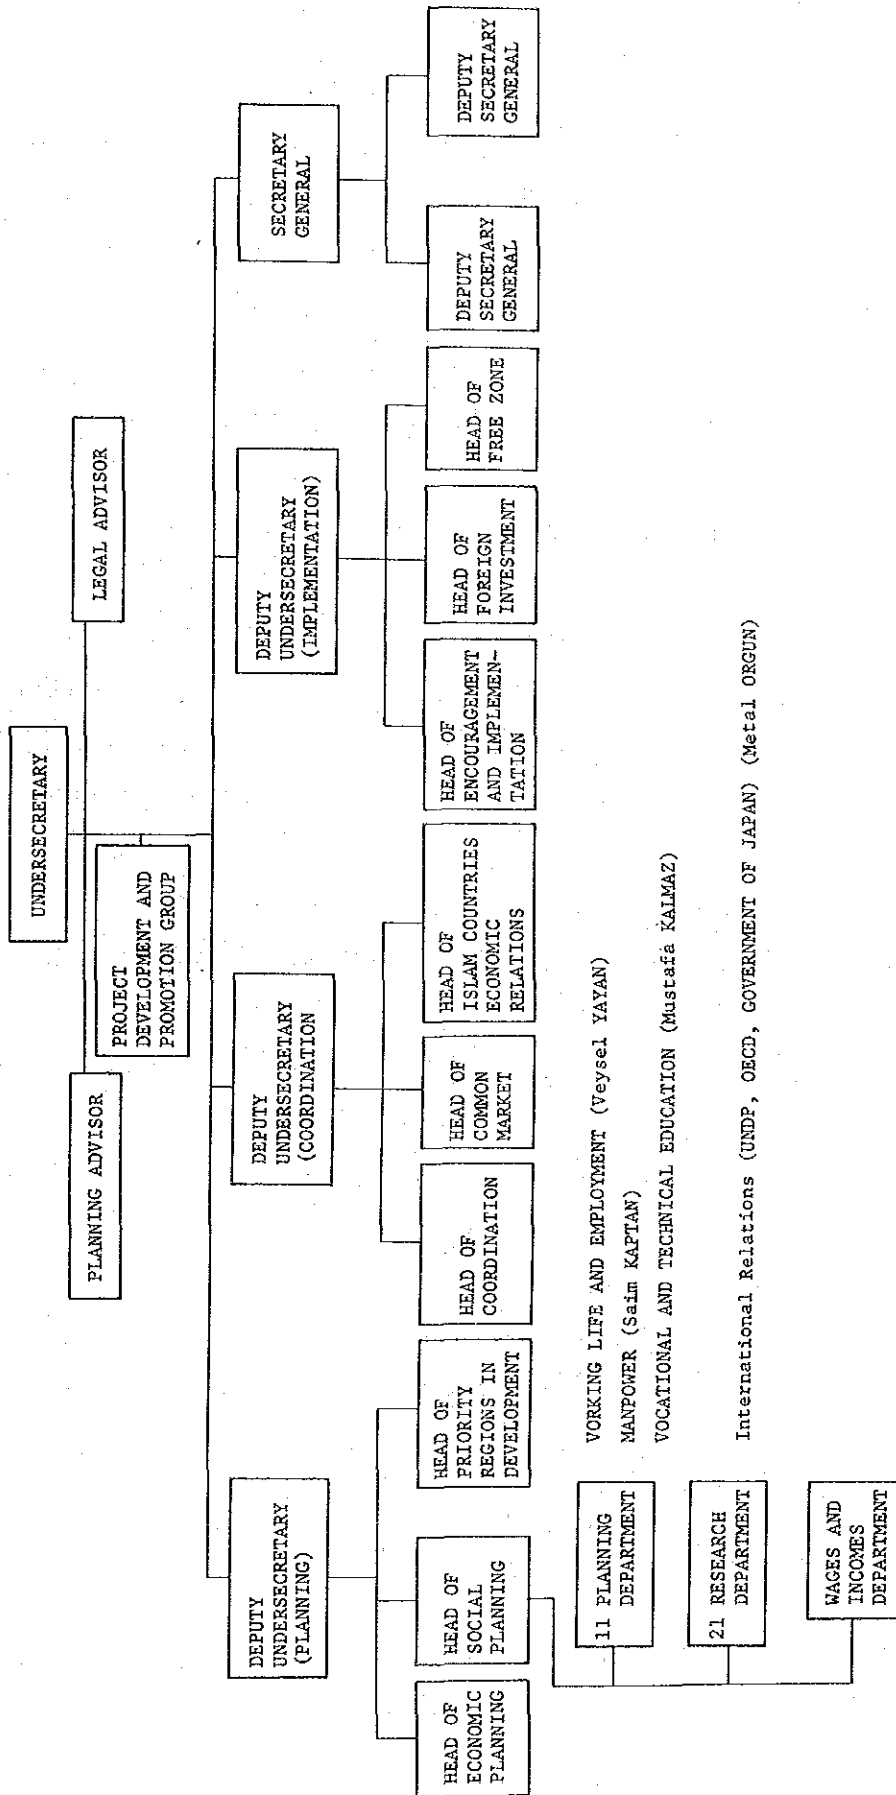 UNDERSECRETARY
PLANNING ADVISOR
LEGAL ADVISOR
PROJECT
DEVELOPMENT AND
PROMOTION GROUP
DEPUTY
UNDERSECRETARY
(PLANNING)
DEPUTY
UNDERSECRETARY
(COORDINATION)
DEPUTY
UNDERSECRETARY
(IMPLEMENTATION)
SECRETARY
GENERAL
HEAD OF
ECONOMIC
PLANNING
HEAD OF
SOCIAL
PLANNING
HEAD OF
PRIORITY
REGIONS IN
DEVELOPMENT
HEAD OF
COORDINATION
HEAD OF
COMMON
MARKET
HEAD OF
ISLAM COUNTRIES
ECONOMIC
RELATIONS
HEAD OF
ENCOURAGEMENT
AND IMPLEMEN-
TATION
HEAD OF
FOREIGN
INVESTMENT
HEAD OF
FREE ZONE
DEPUTY
SECRETARY
GENERAL
DEPUTY
SECRETARY
GENERAL
11 PLANNING
DEPARTMENT
VORKING LIFE AND EMPLOYMENT (Veysel YAYAN)
MANPOWER (Saim KAPTAN)
VOCATIONAL AND TECHNICAL EDUCATION (Mustafa KALMAZ)
21 RESEARCH
DEPARTMENT
International Relations (UNDP, OECD, GOVERNMENT OF JAPAN) (Metal ORGUN)
WAGES AND
INCOMES
DEPARTMENT